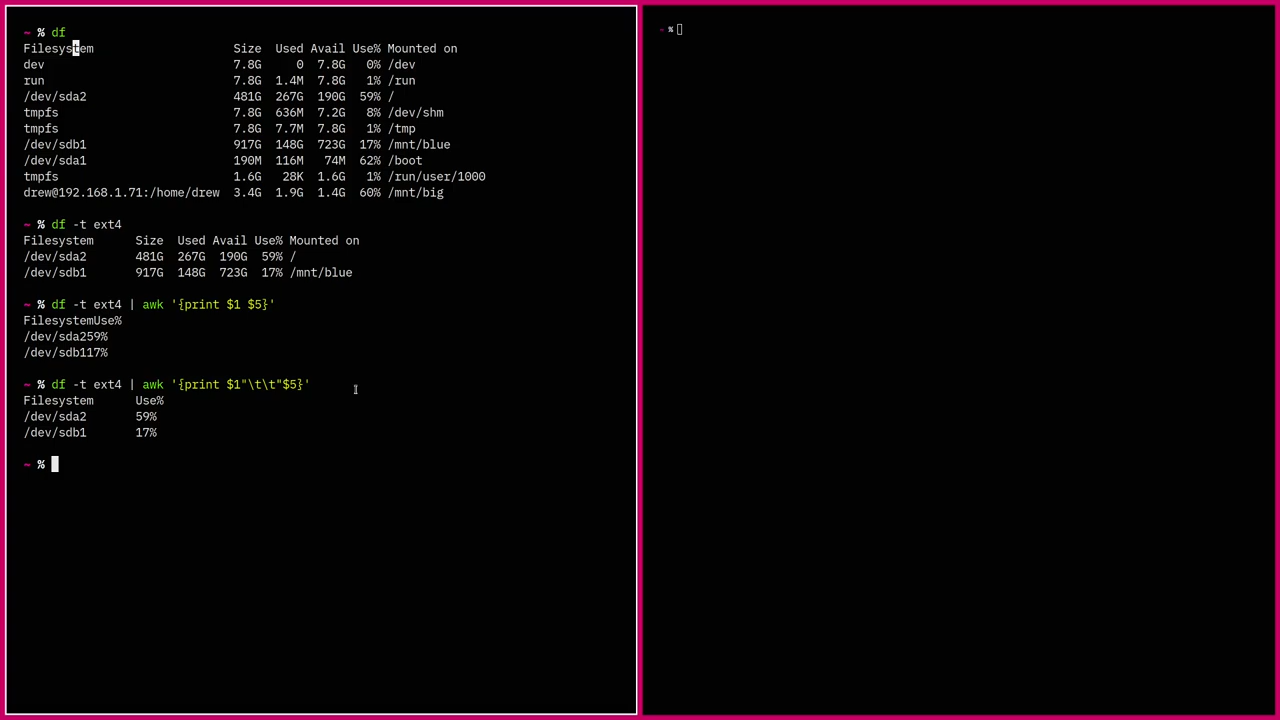 ~ % df
Filesystem                    Size  Used Avail Use% Mounted on
dev                           7.8G     0  7.8G   0% /dev
run                           7.8G  1.4M  7.8G   1% /run
/dev/sda2                     481G  267G  190G  59% /
tmpfs                         7.8G  636M  7.2G   8% /dev/shm
tmpfs                         7.8G  7.7M  7.8G   1% /tmp
/dev/sdb1                     917G  148G  723G  17% /mnt/blue
/dev/sda1                     190M  116M   74M  62% /boot
tmpfs                         1.6G   28K  1.6G   1% /run/user/1000
drew@192.168.1.71:/home/drew  3.4G  1.9G  1.4G  60% /mnt/big
~ % df -t ext4
Filesystem      Size  Used Avail Use% Mounted on
/dev/sda2       481G  267G  190G  59% /
/dev/sdb1       917G  148G  723G  17% /mnt/blue
~ % df -t ext4 | awk '{print $1 $5}'
FilesystemUse%
/dev/sda259%
/dev/sdb117%
~ % df -t ext4 | awk '{print $1"\t\t"$5}'
Filesystem      Use%
/dev/sda2       59%
/dev/sdb1       17%
~ %
~ %